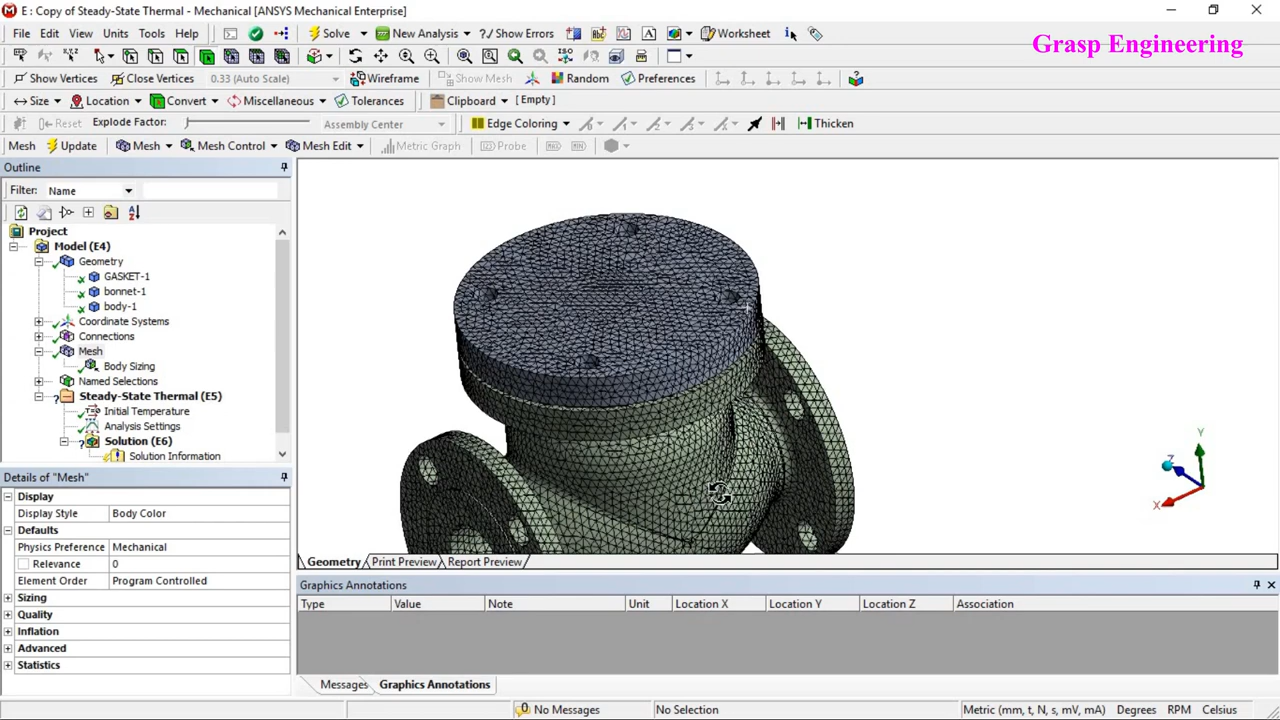 E : Copy of Steady-State Thermal - Mechanical [ANSYS Mechanical Enterprise]
File Edit View Units Tools Help Solve New Analysis ?/ Show Errors Worksheet
Grasp Engineering
Show Vertices Close Vertices 0.33 (Auto Scale) Wireframe Show Mesh Random Preferences
Size Location Convert Miscellaneous Tolerances Clipboard [ Empty ]
Reset Explode Factor: Assembly Center Edge Coloring Thicken
Mesh Update Mesh Mesh Control Mesh Edit Metric Graph Probe
Outline
Filter: Name
Project
Model (E4)
Geometry
GASKET-1
bonnet-1
body-1
Coordinate Systems
Connections
Mesh
Body Sizing
Named Selections
Steady-State Thermal (E5)
Initial Temperature
Analysis Settings
Solution (E6)
Solution Information
Details of "Mesh"
Display
Display Style Body Color
Defaults
Physics Preference Mechanical
Relevance 0
Element Order Program Controlled
Sizing
Quality
Inflation
Advanced
Statistics
Y
Z
X
Geometry Print Preview Report Preview
Graphics Annotations
Type Value Note Unit Location X Location Y Location Z Association
Messages Graphics Annotations
0 No Messages No Selection Metric (mm, t, N, s, mV, mA) Degrees RPM Celsius